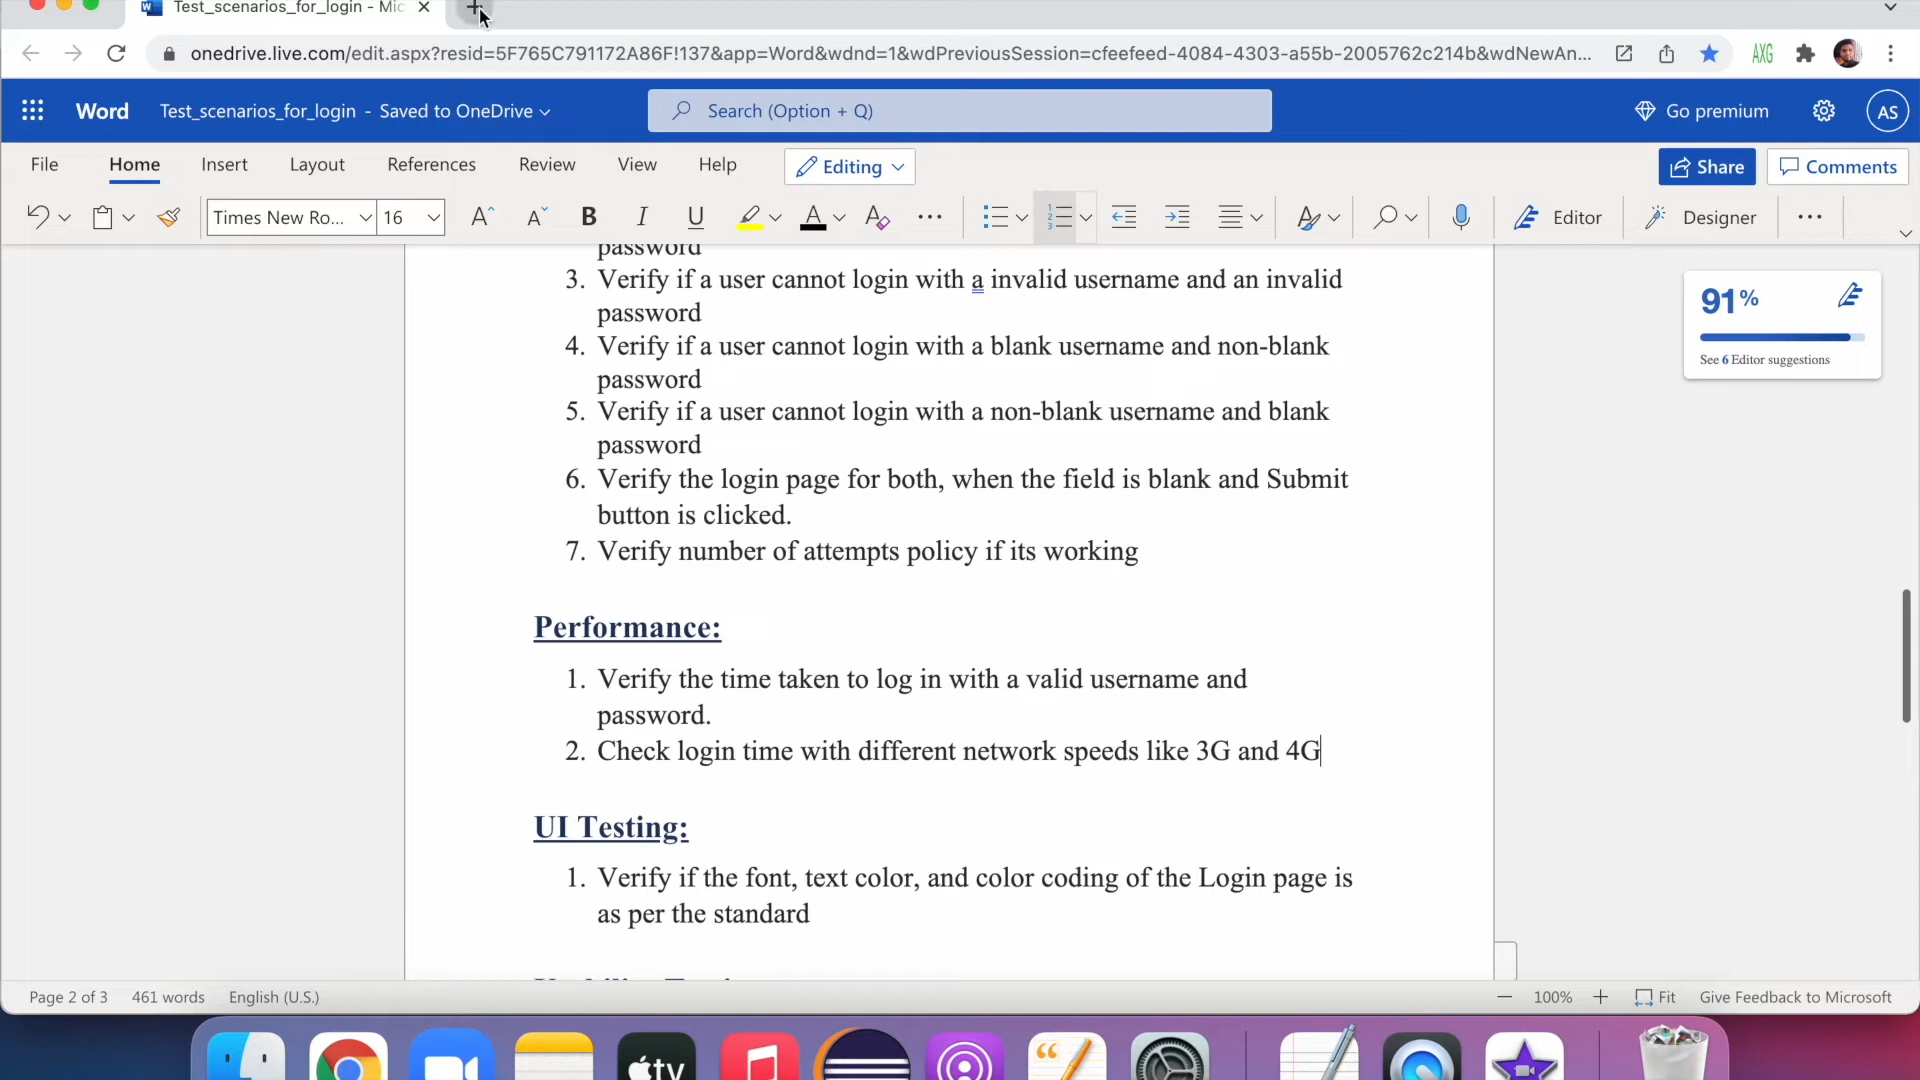 Test_scenarios_for_login - Mic
onedrive.live.com/edit.aspx?resid=5F765C791172A86F!137&app=Word&wdnd=1&wdPreviousSession=cfeefeed-4084-4303-a55b-2005762c214b&wdNewAn...
AXG
Word Test_scenarios_for_login - Saved to OneDrive
Search (Option + Q)
Go premium
AS
File Home Insert Layout References Review View Help Editing Share Comments
Times New Ro... 16 B I U Editor Designer
password
3. Verify if a user cannot login with a invalid username and an invalid
password
4. Verify if a user cannot login with a blank username and non-blank
password
5. Verify if a user cannot login with a non-blank username and blank
password
6. Verify the login page for both, when the field is blank and Submit
button is clicked.
7. Verify number of attempts policy if its working
Performance:
1. Verify the time taken to log in with a valid username and
password.
2. Check login time with different network speeds like 3G and 4G
UI Testing:
1. Verify if the font, text color, and color coding of the Login page is
as per the standard
91%
See 6 Editor suggestions
Page 2 of 3 461 words English (U.S.) 100% Fit Give Feedback to Microsoft
tv